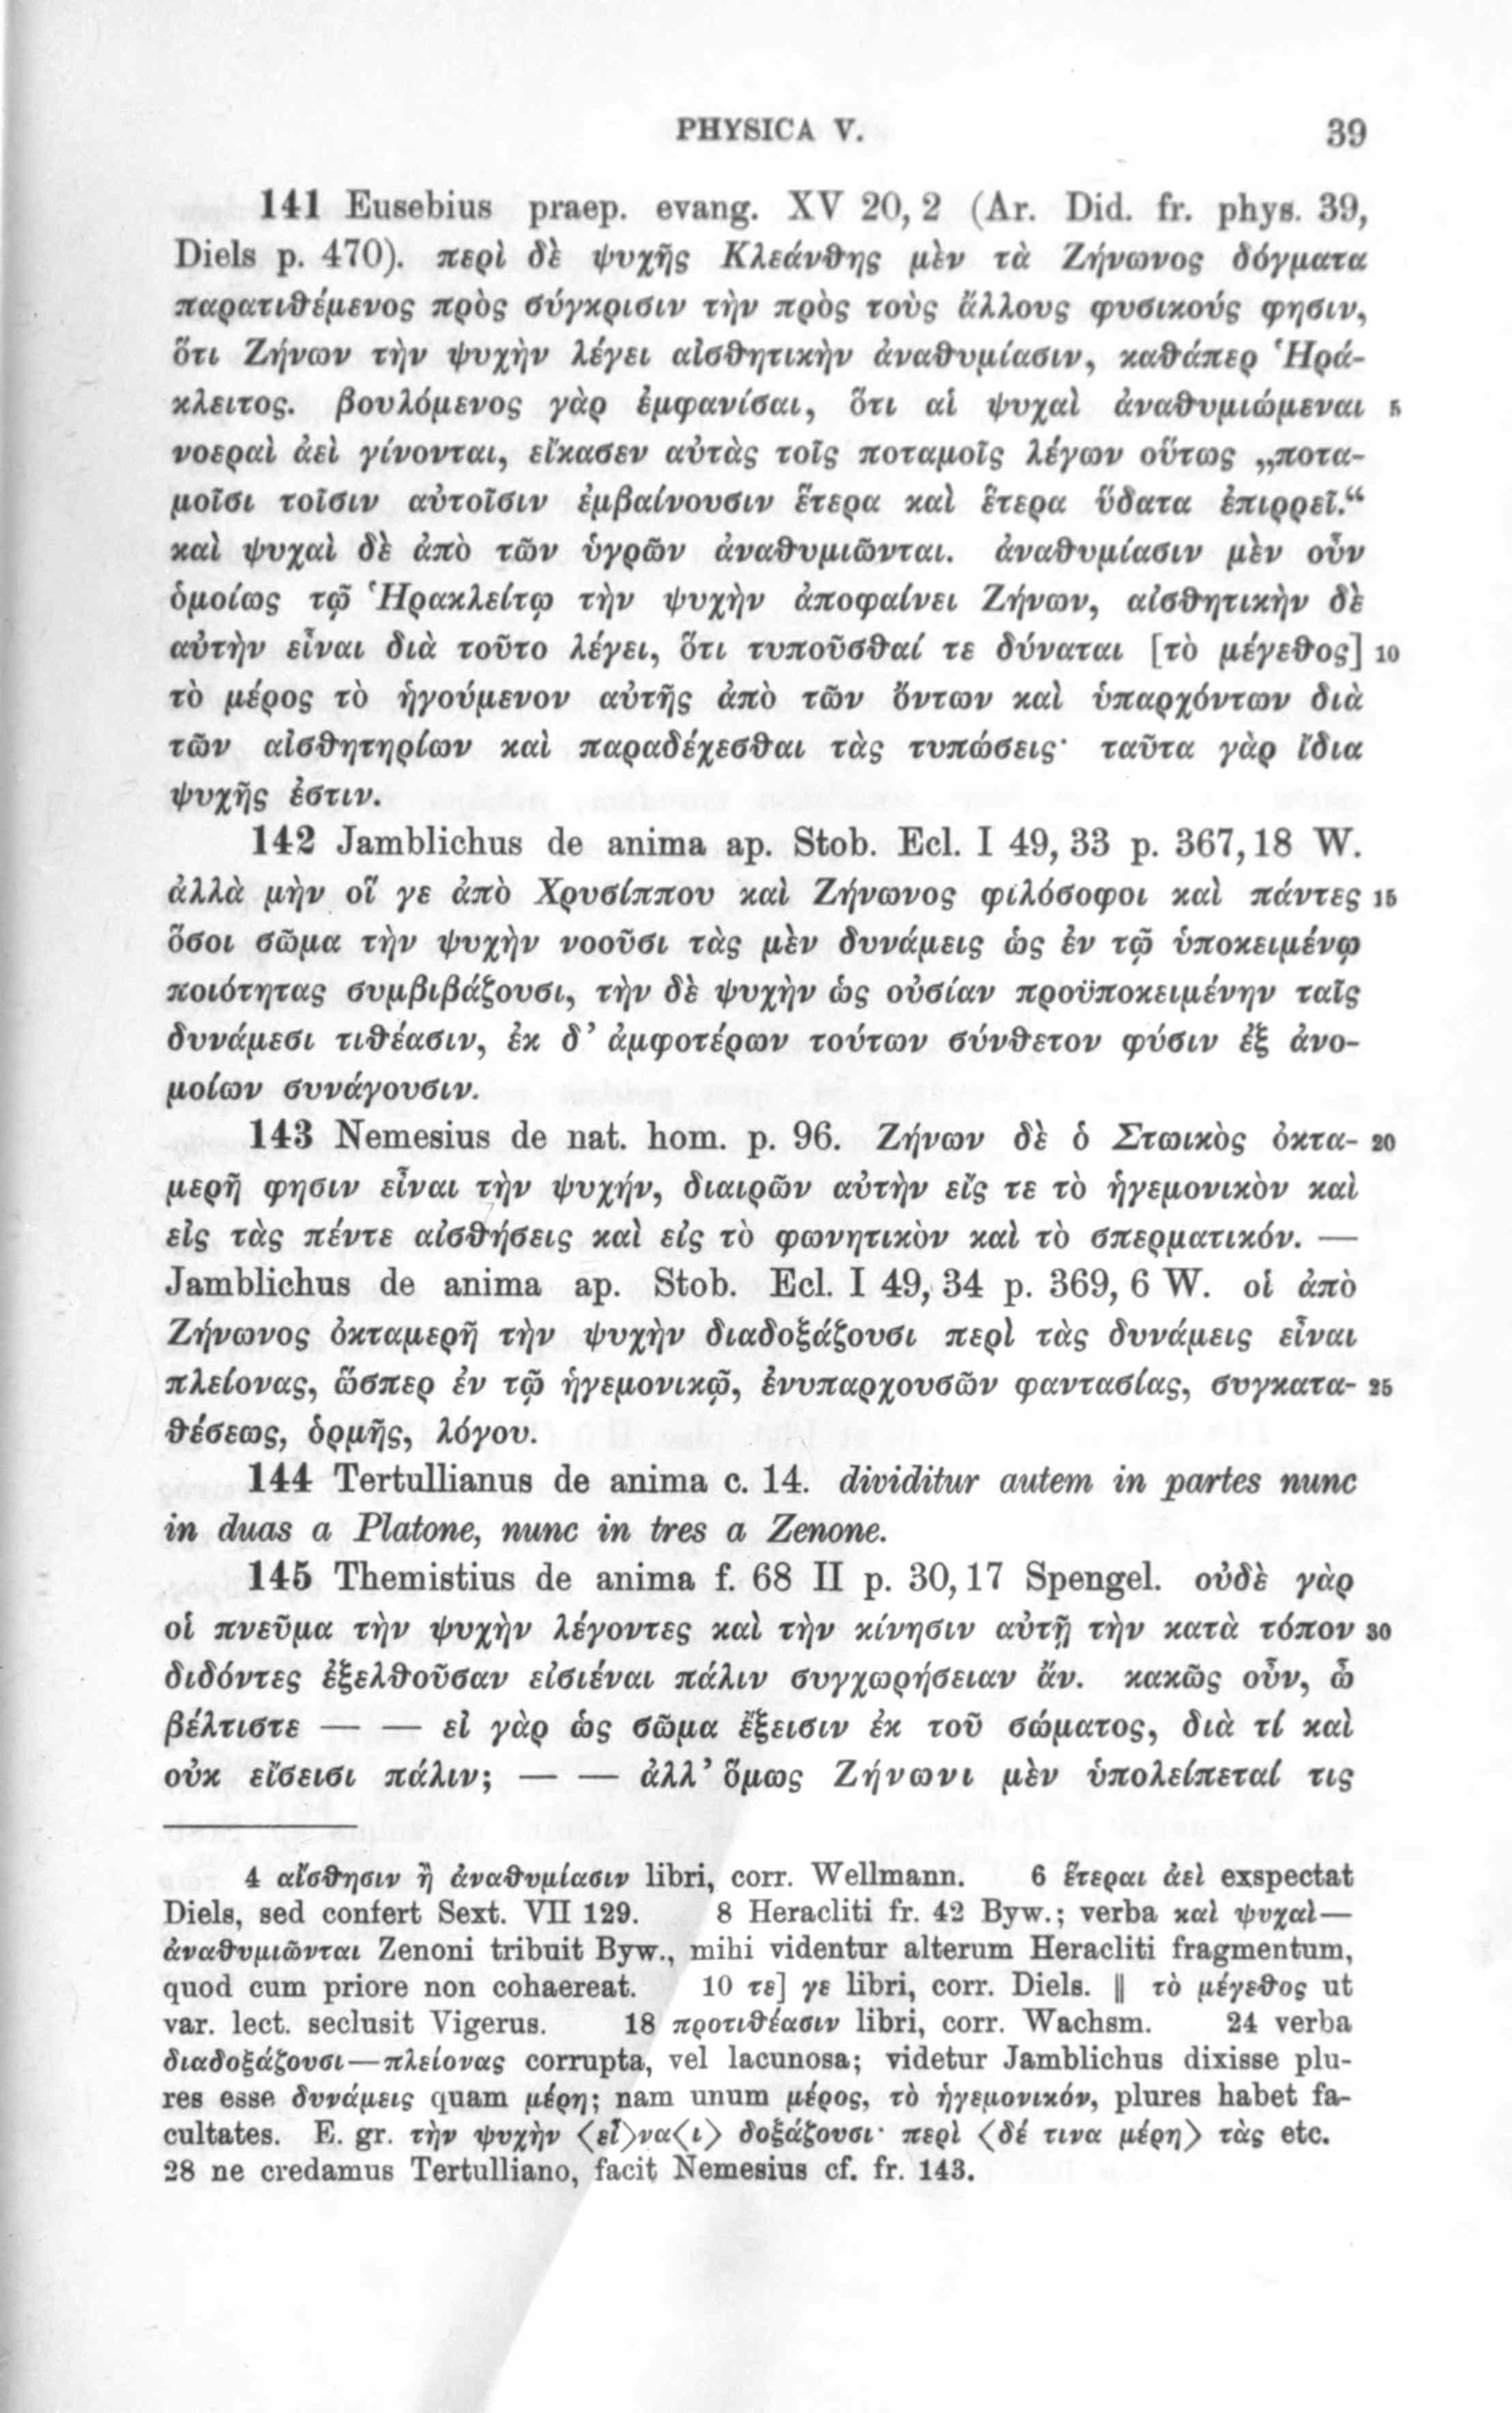 PHYSICA V. 39
141 Eusebius praep. evang. XV 20, 2 (Ar. Did. fr. phys. 39,
Diels p. 470). περὶ δὲ ψυχῆς Κλεάνθης μὲν τὰ Ζήνωνος δόγματα
παρατιθέμενος πρὸς σύγκρισιν τὴν πρὸς τοὺς ἄλλους φυσικούς φησιν,
ὅτι Ζήνων τὴν ψυχὴν λέγει αἰσθητικὴν ἀναθυμίασιν, καθάπερ Ἡρά-
κλειτος. βουλόμενος γὰρ ἐμφανίσαι, ὅτι αἱ ψυχαὶ ἀναθυμιώμεναι 5
νοεραὶ ἀεὶ γίνονται, εἴκασεν αὐτὰς τοῖς ποταμοῖς λέγων οὕτως „ποτα-
μοῖσι τοῖσιν αὐτοῖσιν ἐμβαίνουσιν ἕτερα καὶ ἕτερα ὕδατα ἐπιρρεῖ.“
καὶ ψυχαὶ δὲ ἀπὸ τῶν ὑγρῶν ἀναθυμιῶνται. ἀναθυμίασιν μὲν οὖν
ὁμοίως τῷ Ἡρακλείτῳ τὴν ψυχὴν ἀποφαίνει Ζήνων, αἰσθητικὴν δὲ
αὐτὴν εἶναι διὰ τοῦτο λέγει, ὅτι τυποῦσθαί τε δύναται [τὸ μέγεθος] 10
τὸ μέρος τὸ ἡγούμενον αὐτῆς ἀπὸ τῶν ὄντων καὶ ὑπαρχόντων διὰ
τῶν αἰσθητηρίων καὶ παραδέχεσθαι τὰς τυπώσεις· ταῦτα γὰρ ἴδια
ψυχῆς ἐστιν.
142 Jamblichus de anima ap. Stob. Ecl. I 49, 33 p. 367, 18 W.
ἀλλὰ μὴν οἵ γε ἀπὸ Χρυσίππου καὶ Ζήνωνος φιλόσοφοι καὶ πάντες 15
ὅσοι σῶμα τὴν ψυχὴν νοοῦσι τὰς μὲν δυνάμεις ὡς ἐν τῷ ὑποκειμένῳ
ποιότητας συμβιβάζουσι, τὴν δὲ ψυχὴν ὡς οὐσίαν προϋποκειμένην ταῖς
δυνάμεσι τιθέασιν, ἐκ δ’ ἀμφοτέρων τούτων σύνθετον φύσιν ἐξ ἀνο-
μοίων συνάγουσιν.
143 Nemesius de nat. hom. p. 96. Ζήνων δὲ ὁ Στωικὸς ὀκτα- 20
μερῆ φησιν εἶναι τὴν ψυχήν, διαιρῶν αὐτὴν εἴς τε τὸ ἡγεμονικὸν καὶ
εἰς τὰς πέντε αἰσθήσεις καὶ εἰς τὸ φωνητικὸν καὶ τὸ σπερματικόν. —
Jamblichus de anima ap. Stob. Ecl. I 49, 34 p. 369, 6 W. οἱ ἀπὸ
Ζήνωνος ὀκταμερῆ τὴν ψυχὴν διαδοξάζουσι περὶ τὰς δυνάμεις εἶναι
πλείονας, ὥσπερ ἐν τῷ ἡγεμονικῷ, ἐνυπαρχουσῶν φαντασίας, συγκατα- 25
θέσεως, ὁρμῆς, λόγου.
144 Tertullianus de anima c. 14. dividitur autem in partes nunc
in duas a Platone, nunc in tres a Zenone.
145 Themistius de anima f. 68 II p. 30, 17 Spengel. οὐδὲ γὰρ
οἱ πνεῦμα τὴν ψυχὴν λέγοντες καὶ τὴν κίνησιν αὐτῇ τὴν κατὰ τόπον 30
διδόντες ἐξελθοῦσαν εἰσιέναι πάλιν συγχωρήσειαν ἄν. κακῶς οὖν, ὦ
βέλτιστε — — εἰ γὰρ ὡς σῶμα ἔξεισιν ἐκ τοῦ σώματος, διὰ τί καὶ
οὐκ εἴσεισι πάλιν; — — ἀλλ’ ὅμως Ζήνωνι μὲν ὑπολείπεταί τις
4 αἴσθησιν ἢ ἀναθυμίασιν libri, corr. Wellmann. 6 ἕτεραι ἀεὶ exspectat
Diels, sed confert Sext. VII 129. 8 Heracliti fr. 42 Byw.; verba καὶ ψυχαὶ—
ἀναθυμιῶνται Zenoni tribuit Byw., mihi videntur alterum Heracliti fragmentum,
quod cum priore non cohaereat. 10 τε] γε libri, corr. Diels. || τὸ μέγεθος ut
var. lect. seclusit Vigerus. 18 προτιθέασιν libri, corr. Wachsm. 24 verba
διαδοξάζουσι—πλείονας corrupta, vel lacunosa; videtur Jamblichus dixisse plu-
res esse δυνάμεις quam μέρη; nam unum μέρος, τὸ ἡγεμονικόν, plures habet fa-
cultates. E. gr. τὴν ψυχὴν ⟨εἶ⟩να⟨ι⟩ δοξάζουσι· περὶ ⟨δέ τινα μέρη⟩ τὰς etc.
28 ne credamus Tertulliano, facit Nemesius cf. fr. 143.